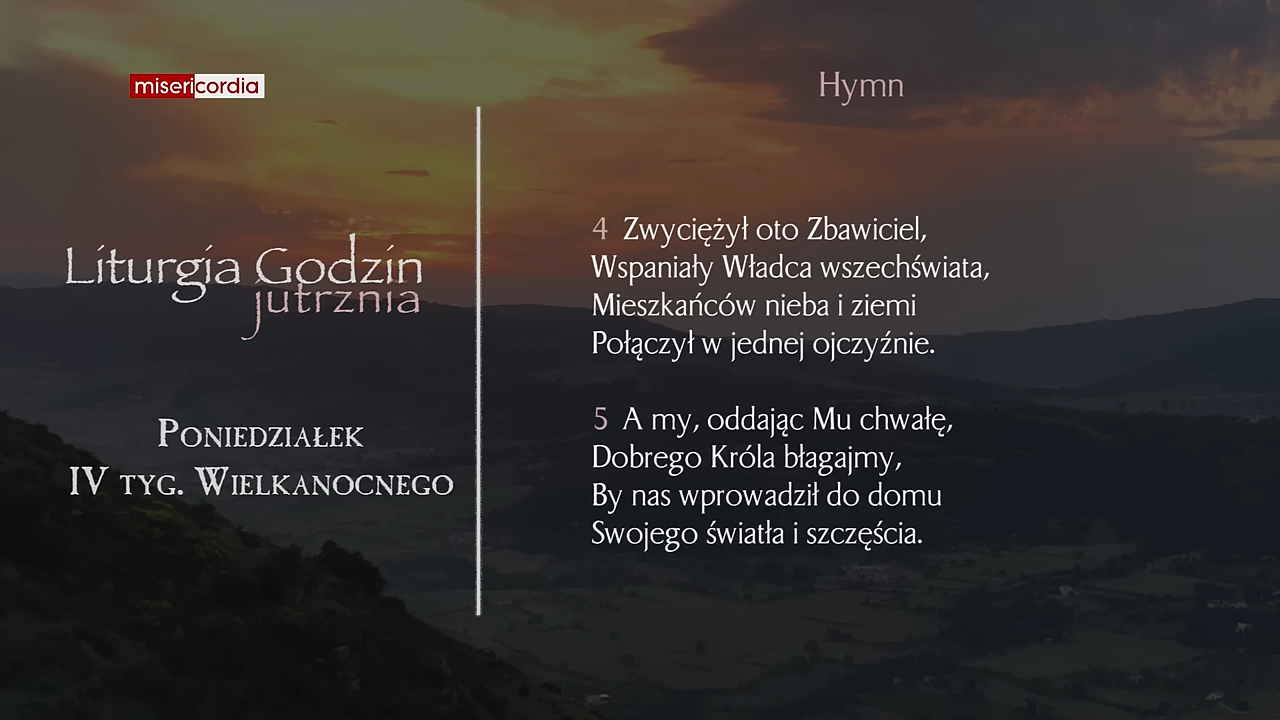 misericordia
Liturgia Godzin
jutrznia
Poniedziałek
IV tyg. Wielkanocnego
Hymn
4 Zwyciężył oto Zbawiciel,
Wspaniały Władca wszechświata,
Mieszkańców nieba i ziemi
Połączył w jednej ojczyźnie.
5 A my, oddając Mu chwałę,
Dobrego Króla błagajmy,
By nas wprowadził do domu
Swojego światła i szczęścia.